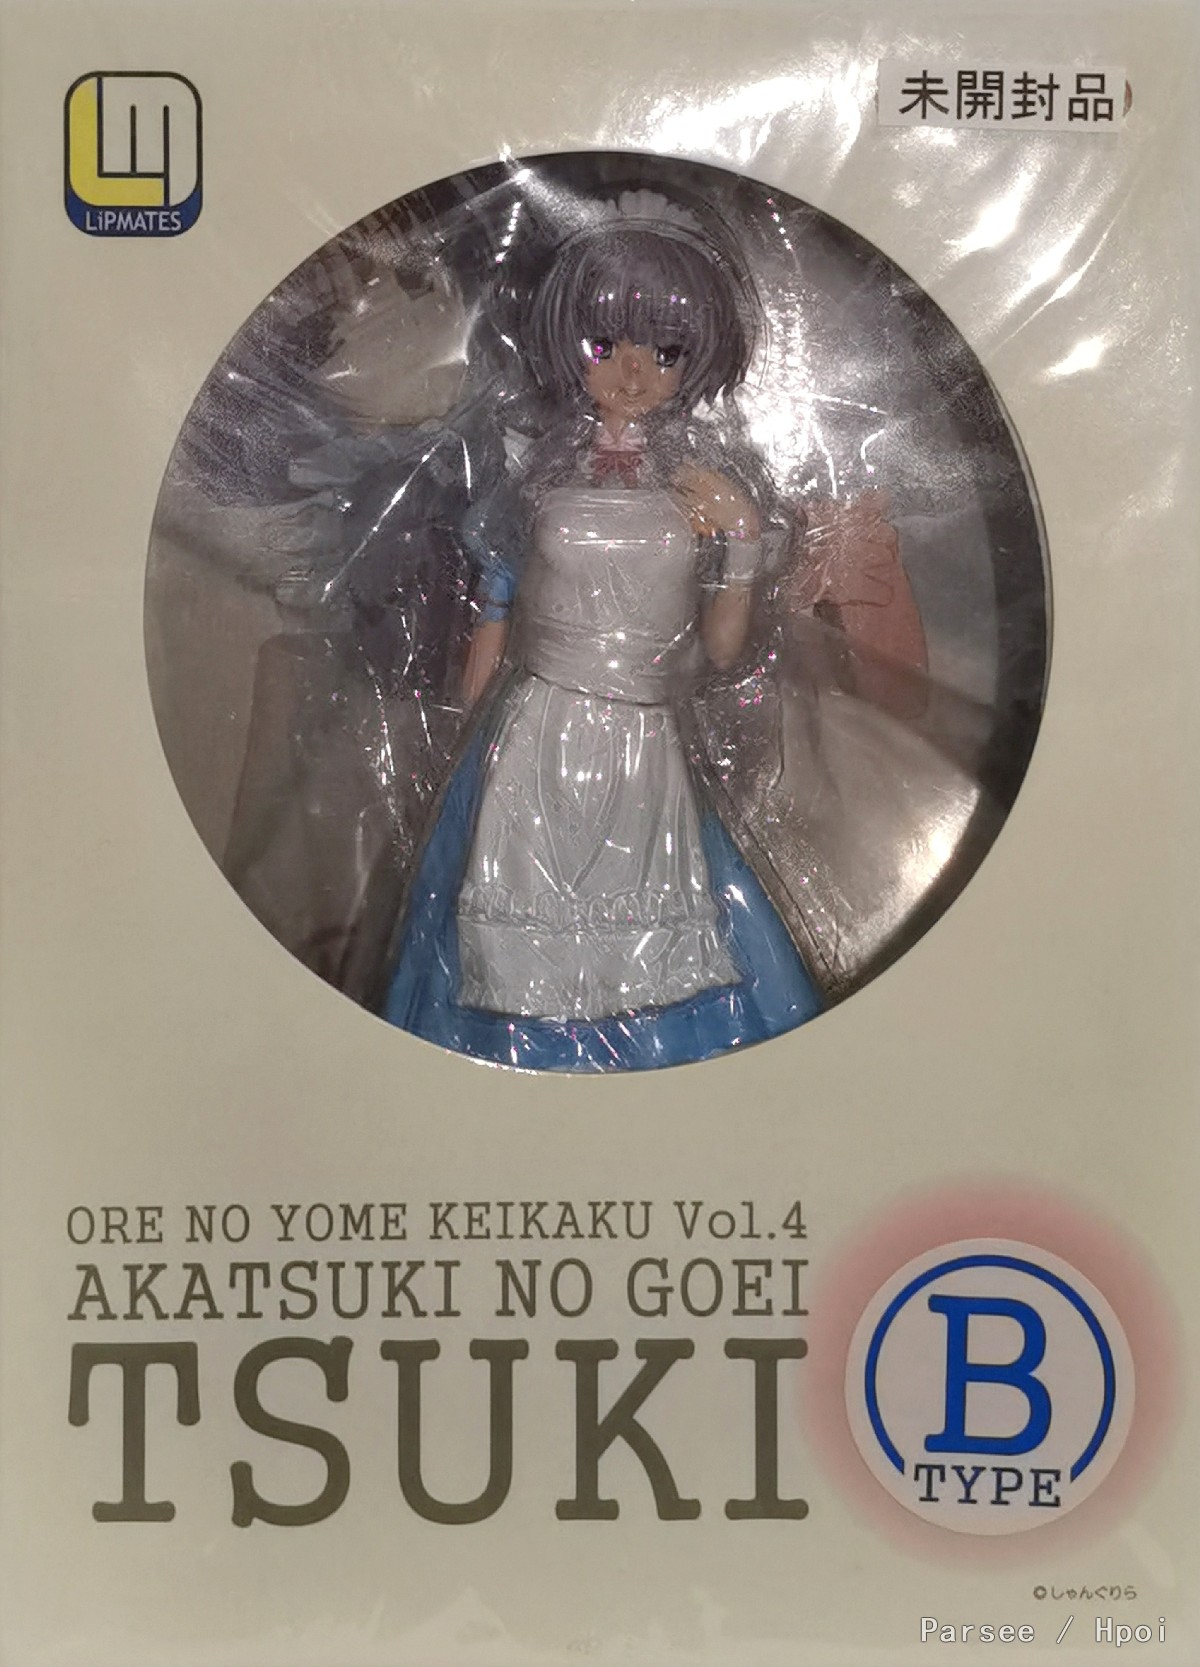 LiPMATES
未開封品
ORE NO YOME KEIKAKU Vol.4
AKATSUKI NO GOEI
TSUKI
B
TYPE
©しゃんぐりら
Parsee / Hpoi